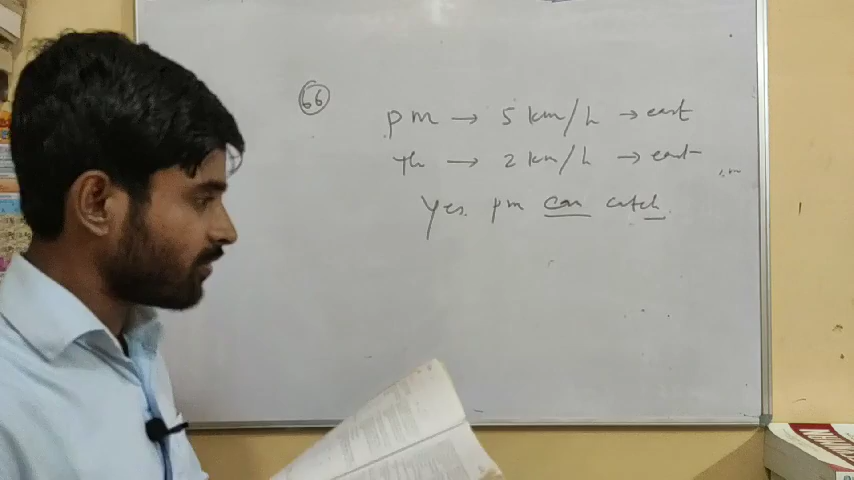 66
pm → 5 km/h → east
Th → 2 km/h → east
Yes. pm can catch.